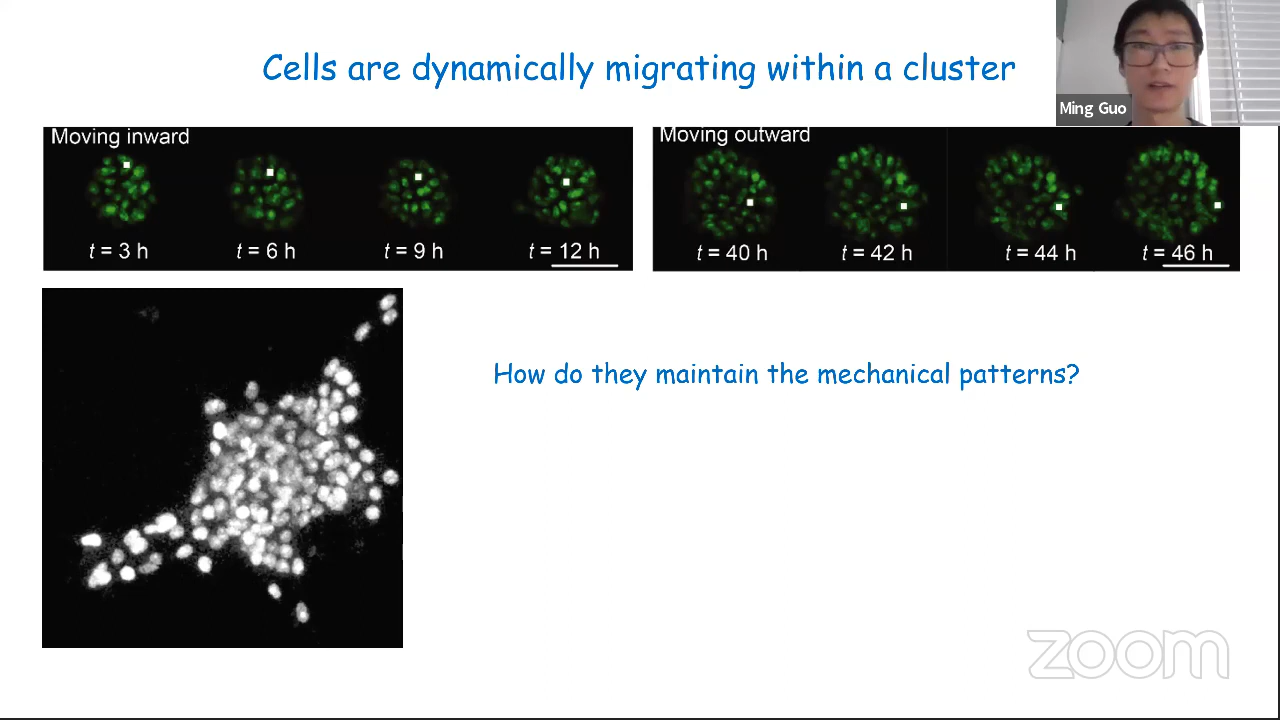 Cells are dynamically migrating within a cluster
Ming Guo
Moving inward
t = 3 h
t = 6 h
t = 9 h
t = 12 h
Moving outward
t = 40 h
t = 42 h
t = 44 h
t = 46 h
How do they maintain the mechanical patterns?
zoom